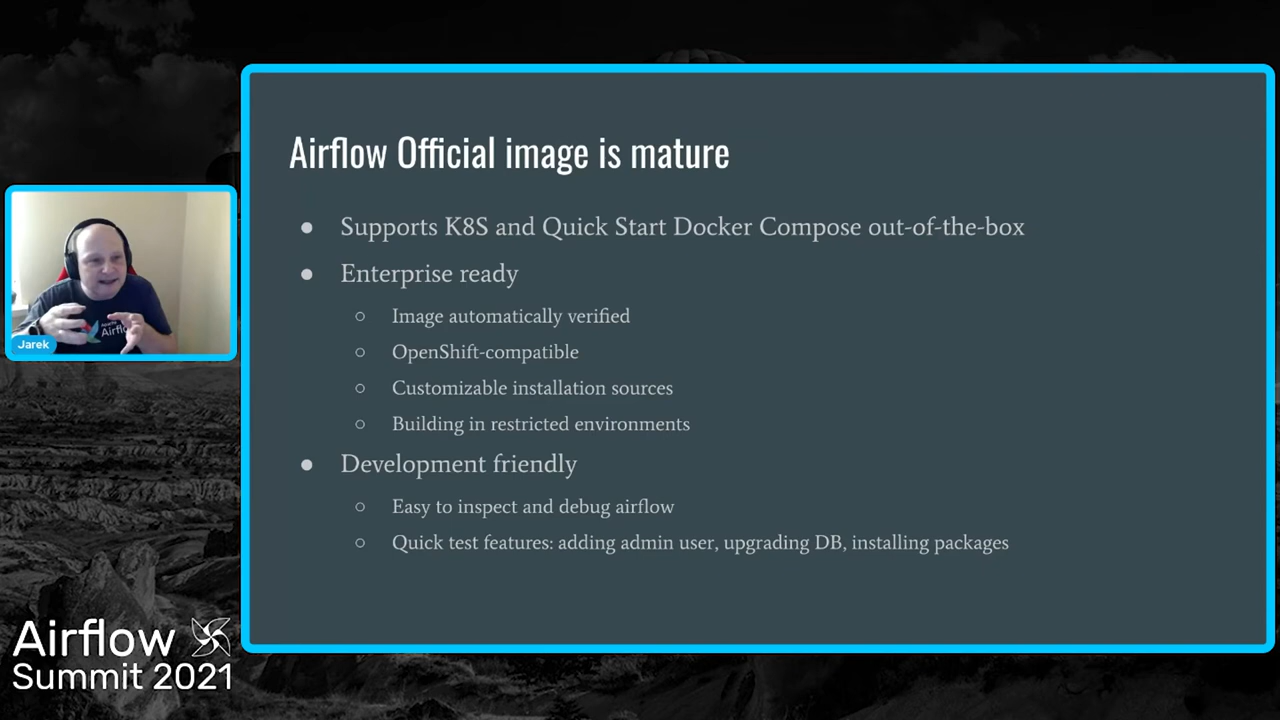 Airflow Official image is mature
● Supports K8S and Quick Start Docker Compose out-of-the-box
● Enterprise ready
○ Image automatically verified
○ OpenShift-compatible
○ Customizable installation sources
○ Building in restricted environments
● Development friendly
○ Easy to inspect and debug airflow
○ Quick test features: adding admin user, upgrading DB, installing packages
Jarek
Airflow
Summit 2021